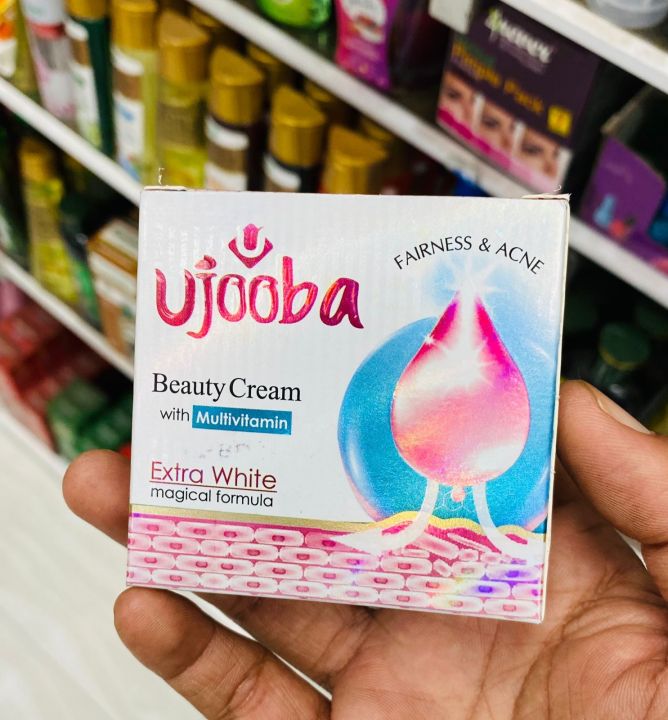 ujooba
FAIRNESS & ACNE
Beauty Cream
with Multivitamin
Extra White
magical formula